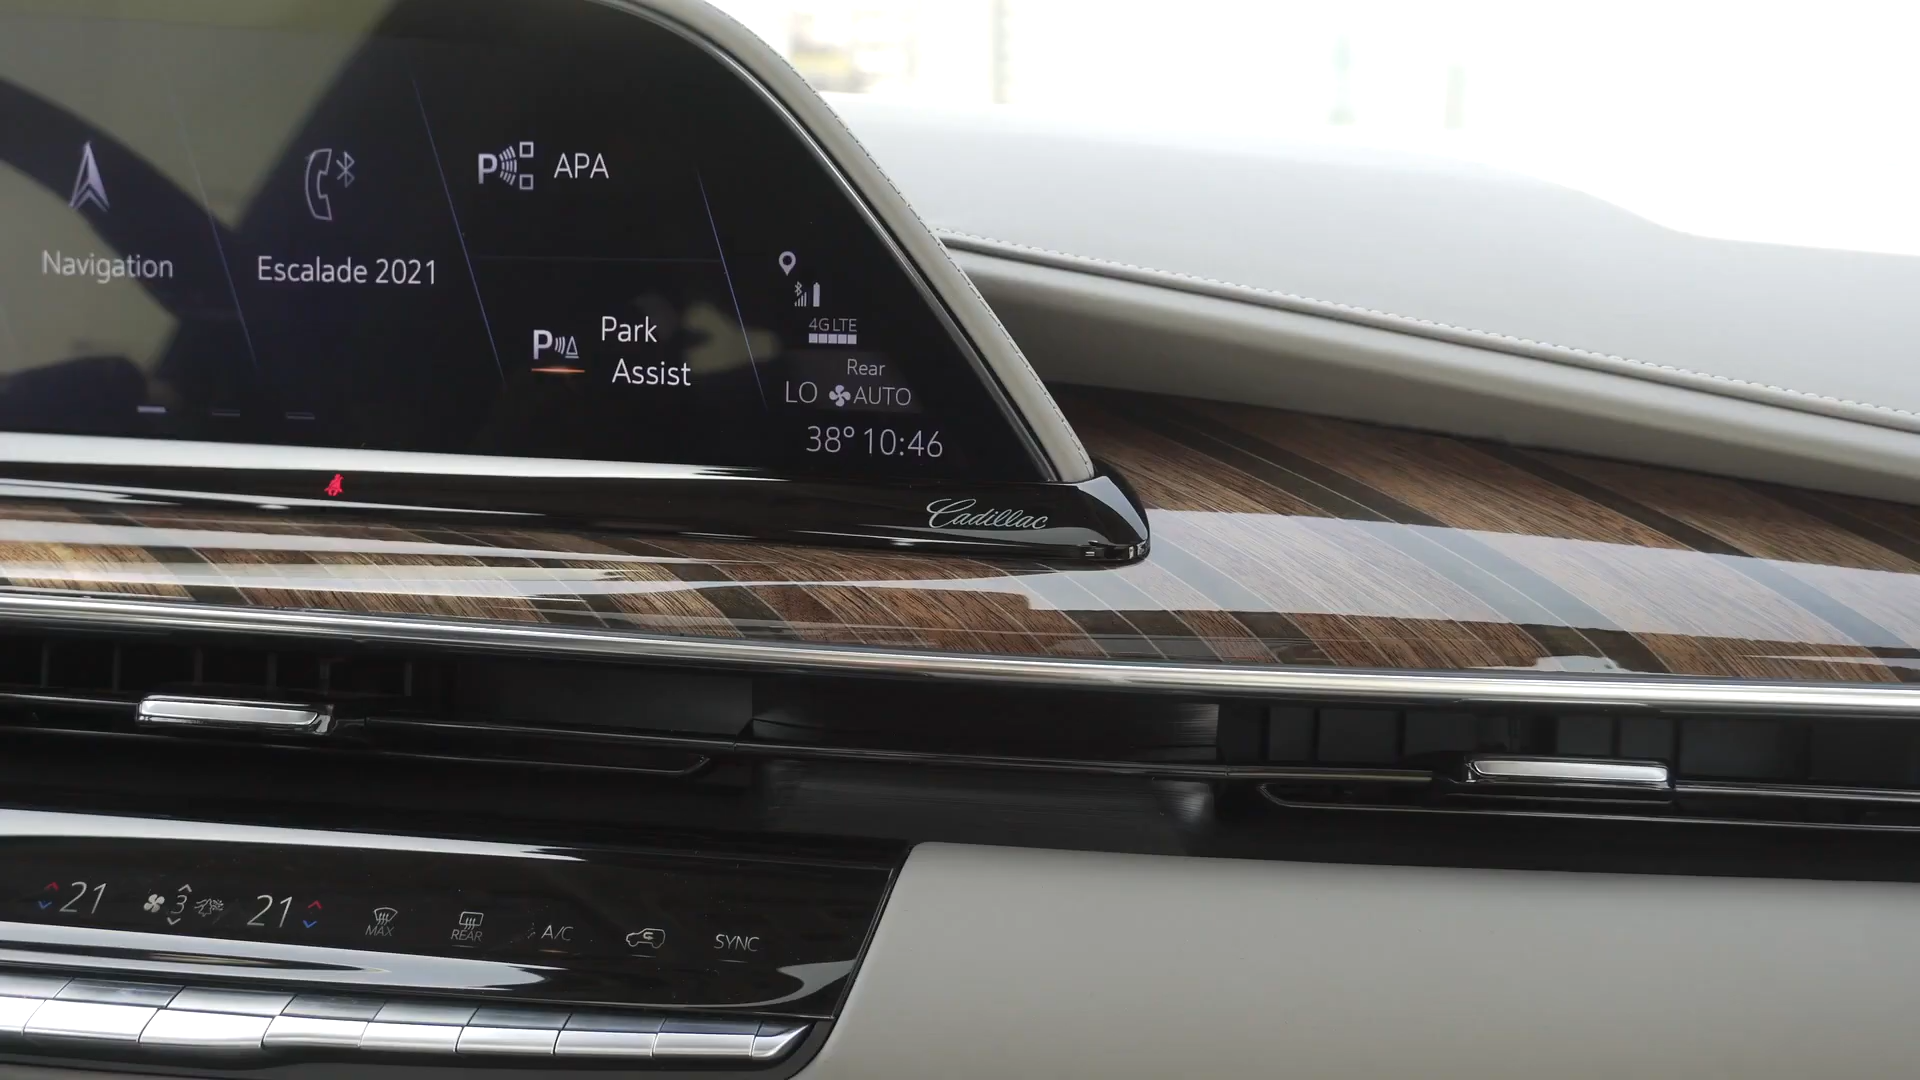 APA
Navigation
Escalade 2021
Park
Assist
4G LTE
Rear
LO AUTO
38° 10:46
Cadillac
21
3
21
MAX
REAR
A/C
SYNC